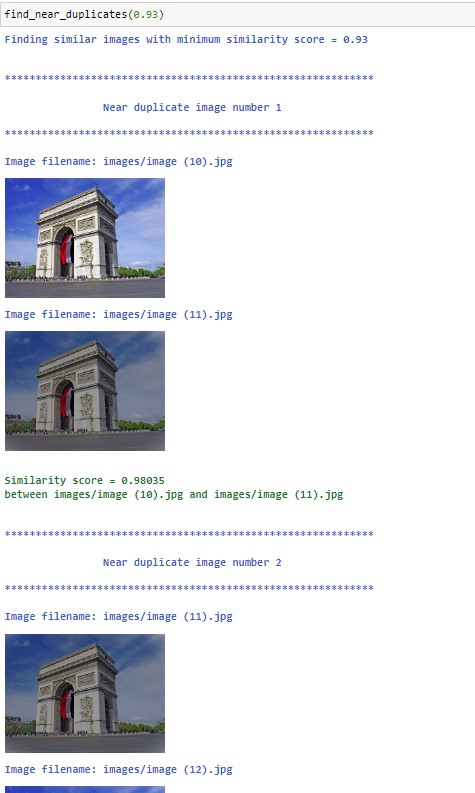 find_near_duplicates(0.93)
Finding similar images with minimum similarity score = 0.93
************************************************************
Near duplicate image number 1
************************************************************
Image filename: images/image (10).jpg
Image filename: images/image (11).jpg
Similarity score = 0.98035
between images/image (10).jpg and images/image (11).jpg
************************************************************
Near duplicate image number 2
************************************************************
Image filename: images/image (11).jpg
Image filename: images/image (12).jpg